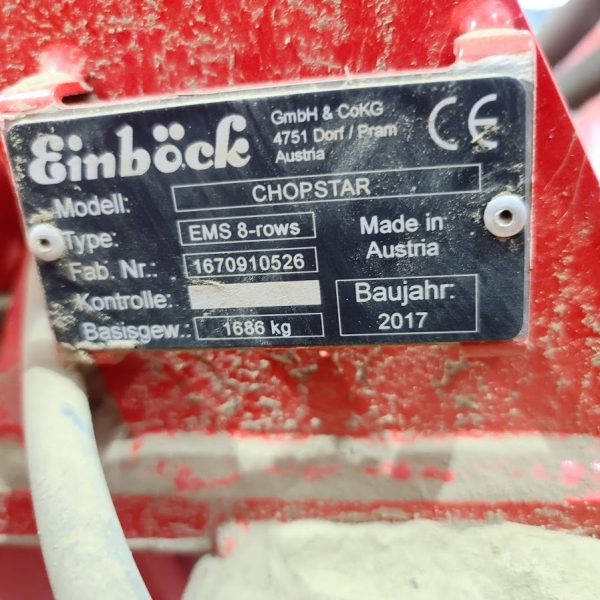 Einböck
GmbH & CoKG
4751 Dorf / Pram
Austria
CE
Modell: CHOPSTAR
Type: EMS 8-rows
Made in
Austria
Fab. Nr.: 1670910526
Kontrolle:
Baujahr:
2017
Basisgew.: 1686 kg